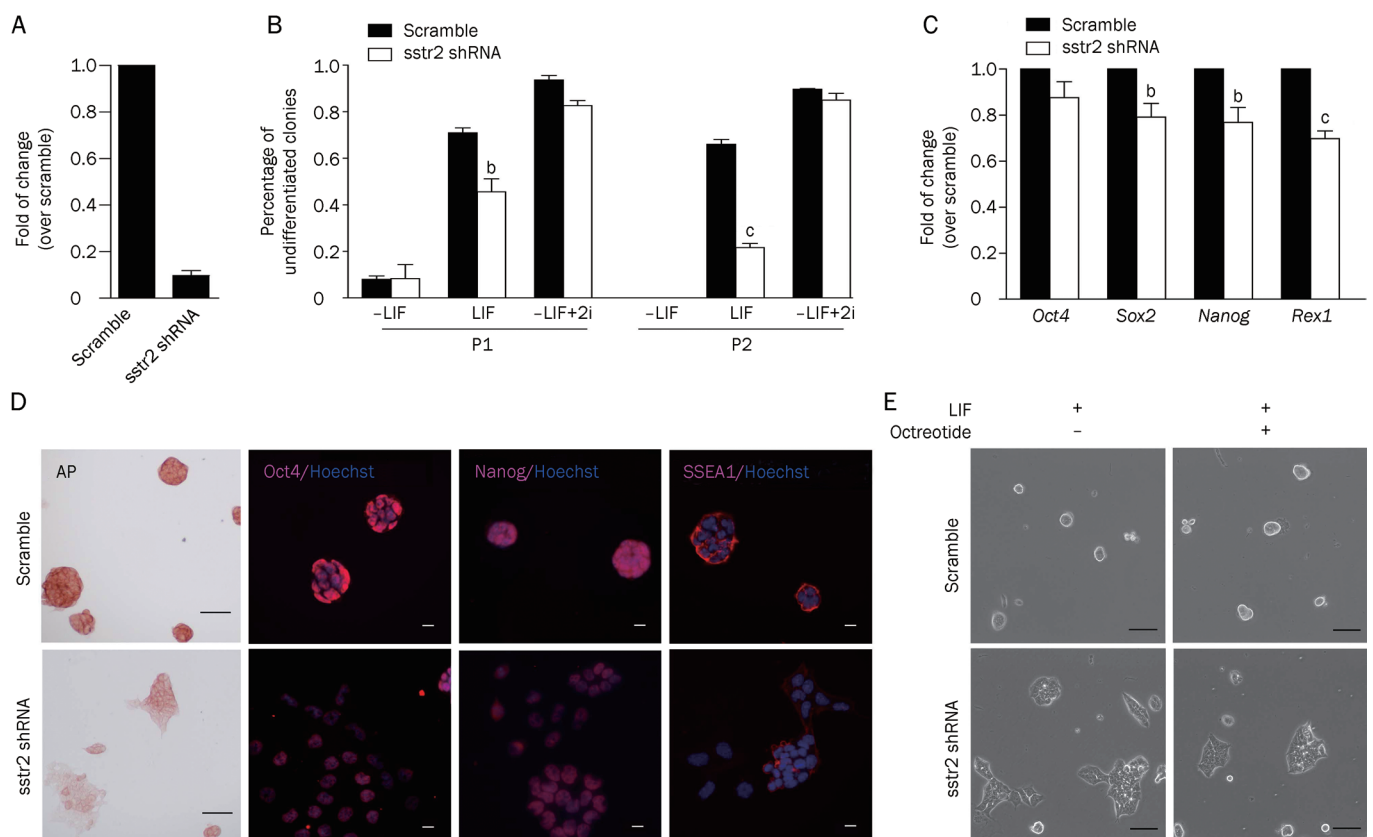 A
Fold of change
(over scramble)
1.0
0.8
0.6
0.4
0.2
0
Scramble
sstr2 shRNA
B
Scramble
sstr2 shRNA
Percentage of
undifferentiated clonies
1.0
0.8
0.6
0.4
0.2
0
b
c
–LIF
LIF
–LIF+2i
–LIF
LIF
–LIF+2i
P1
P2
C
Scramble
sstr2 shRNA
Fold of change
(over scramble)
1.0
0.8
0.6
0.4
0.2
0
b
b
c
Oct4
Sox2
Nanog
Rex1
D
AP
Oct4/Hoechst
Nanog/Hoechst
SSEA1/Hoechst
Scramble
sstr2 shRNA
E
LIF + +
Octreotide – +
Scramble
sstr2 shRNA